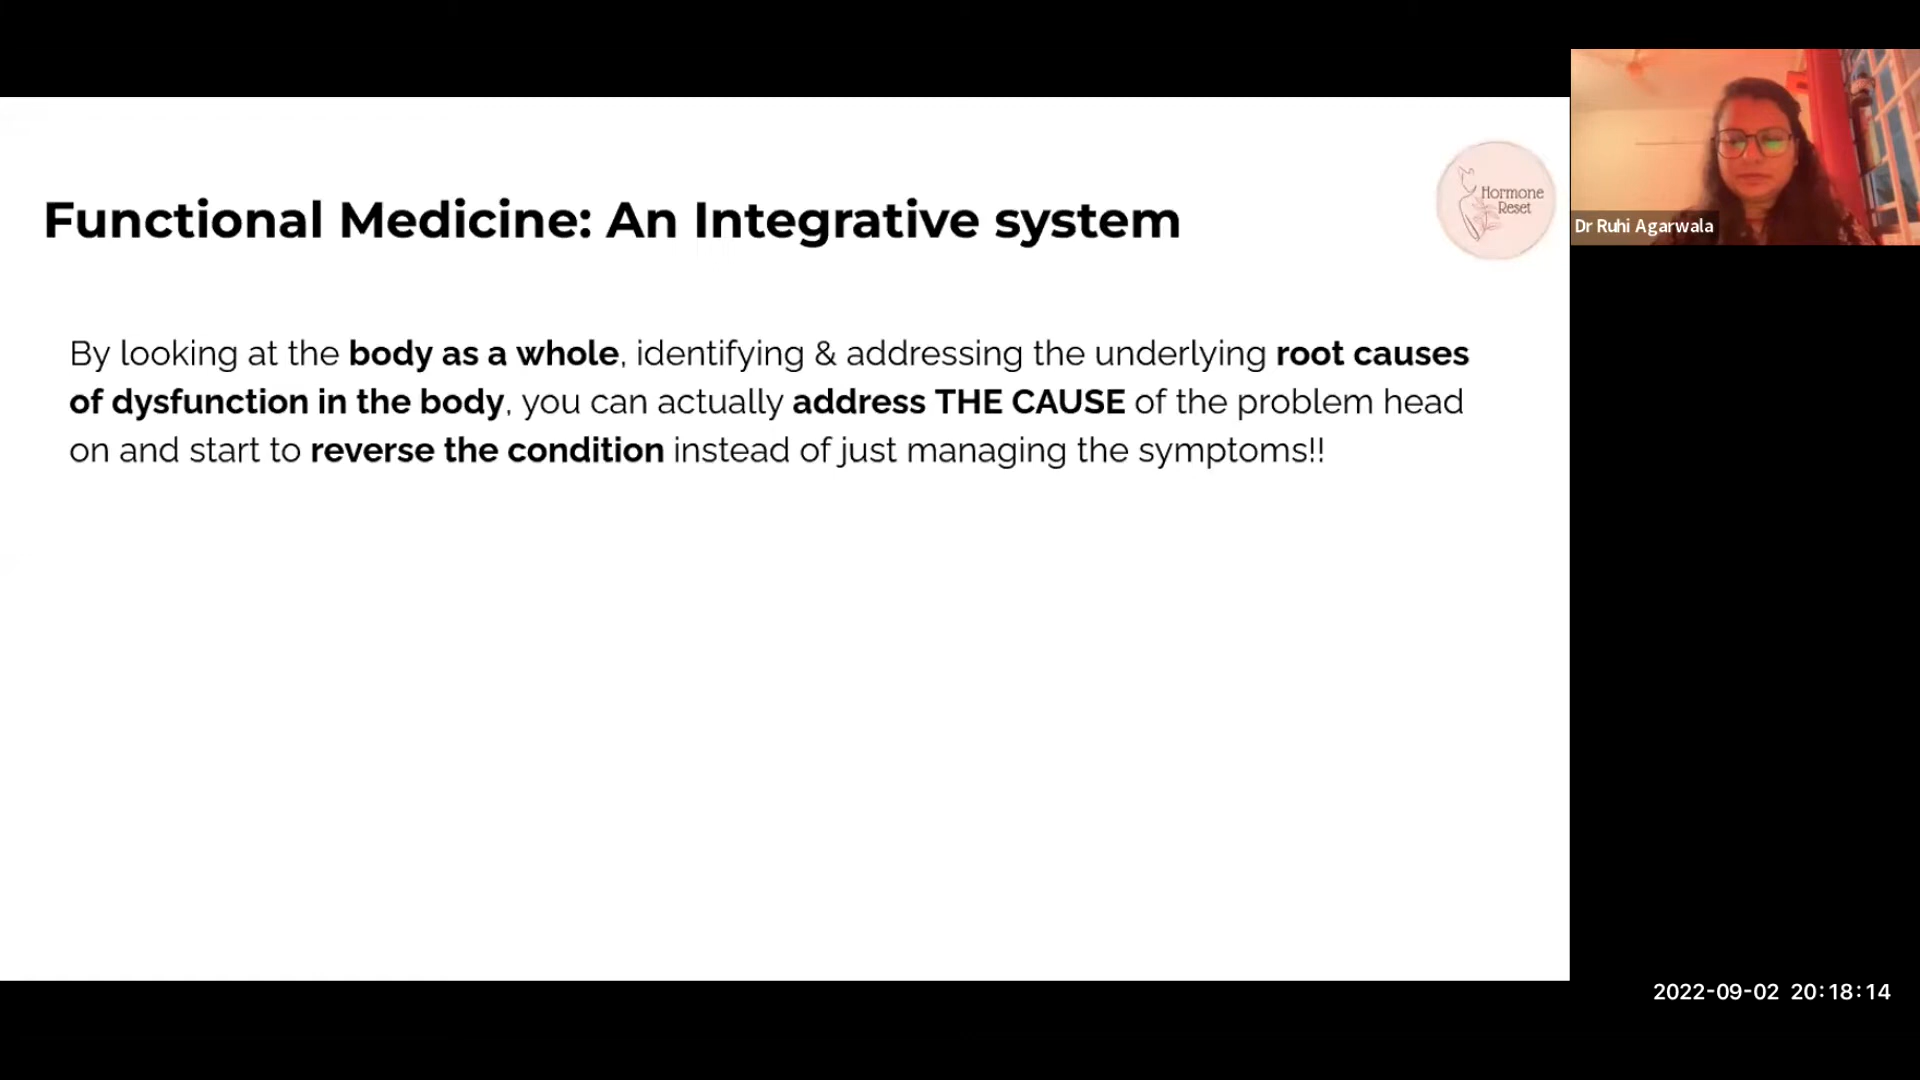 Functional Medicine: An Integrative system
Hormone
Reset
Dr Ruhi Agarwala
By looking at the body as a whole, identifying & addressing the underlying root causes
of dysfunction in the body, you can actually address THE CAUSE of the problem head
on and start to reverse the condition instead of just managing the symptoms!!
2022-09-02 20:18:14